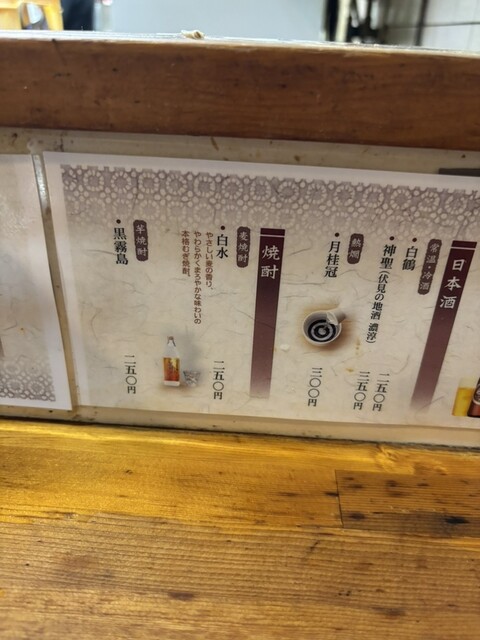 日本酒
常温・冷酒
・白鶴 二五〇円
・神聖（伏見の地酒 濃淳） 三五〇円
熱燗
・月桂冠 三〇〇円
焼酎
麦焼酎
・白水 二五〇円
やさしい麦の香り、
やわらかくまろやかな味わいの
本格むぎ焼酎。
芋焼酎
・黒霧島 二五〇円